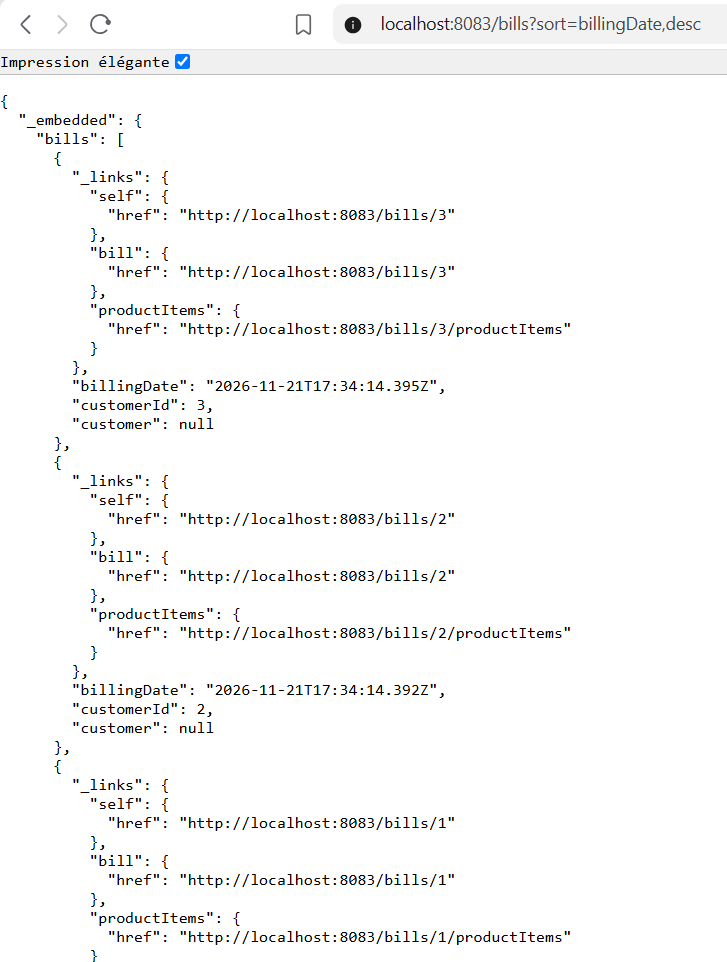 localhost:8083/bills?sort=billingDate,desc
Impression élégante
{
  "_embedded": {
    "bills": [
      {
        "_links": {
          "self": {
            "href": "http://localhost:8083/bills/3"
          },
          "bill": {
            "href": "http://localhost:8083/bills/3"
          },
          "productItems": {
            "href": "http://localhost:8083/bills/3/productItems"
          }
        },
        "billingDate": "2026-11-21T17:34:14.395Z",
        "customerId": 3,
        "customer": null
      },
      {
        "_links": {
          "self": {
            "href": "http://localhost:8083/bills/2"
          },
          "bill": {
            "href": "http://localhost:8083/bills/2"
          },
          "productItems": {
            "href": "http://localhost:8083/bills/2/productItems"
          }
        },
        "billingDate": "2026-11-21T17:34:14.392Z",
        "customerId": 2,
        "customer": null
      },
      {
        "_links": {
          "self": {
            "href": "http://localhost:8083/bills/1"
          },
          "bill": {
            "href": "http://localhost:8083/bills/1"
          },
          "productItems": {
            "href": "http://localhost:8083/bills/1/productItems"
          }